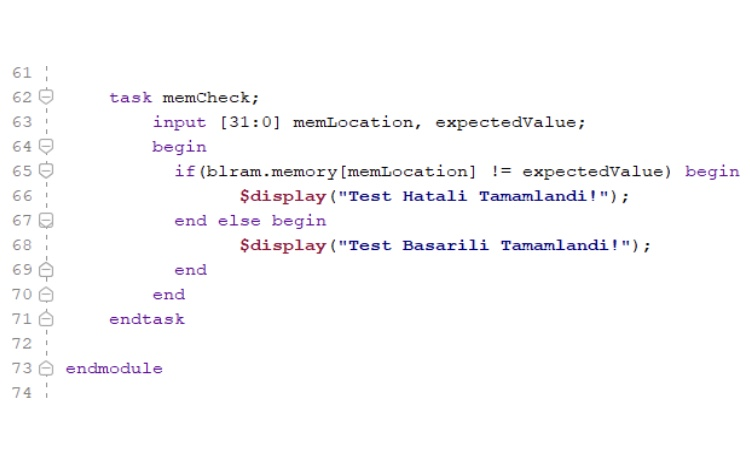 61
62 task memCheck;
63 input [31:0] memLocation, expectedValue;
64 begin
65 if(blram.memory[memLocation] != expectedValue) begin
66 $display("Test Hatali Tamamlandi!");
67 end else begin
68 $display("Test Basarili Tamamlandi!");
69 end
70 end
71 endtask
72
73 endmodule
74